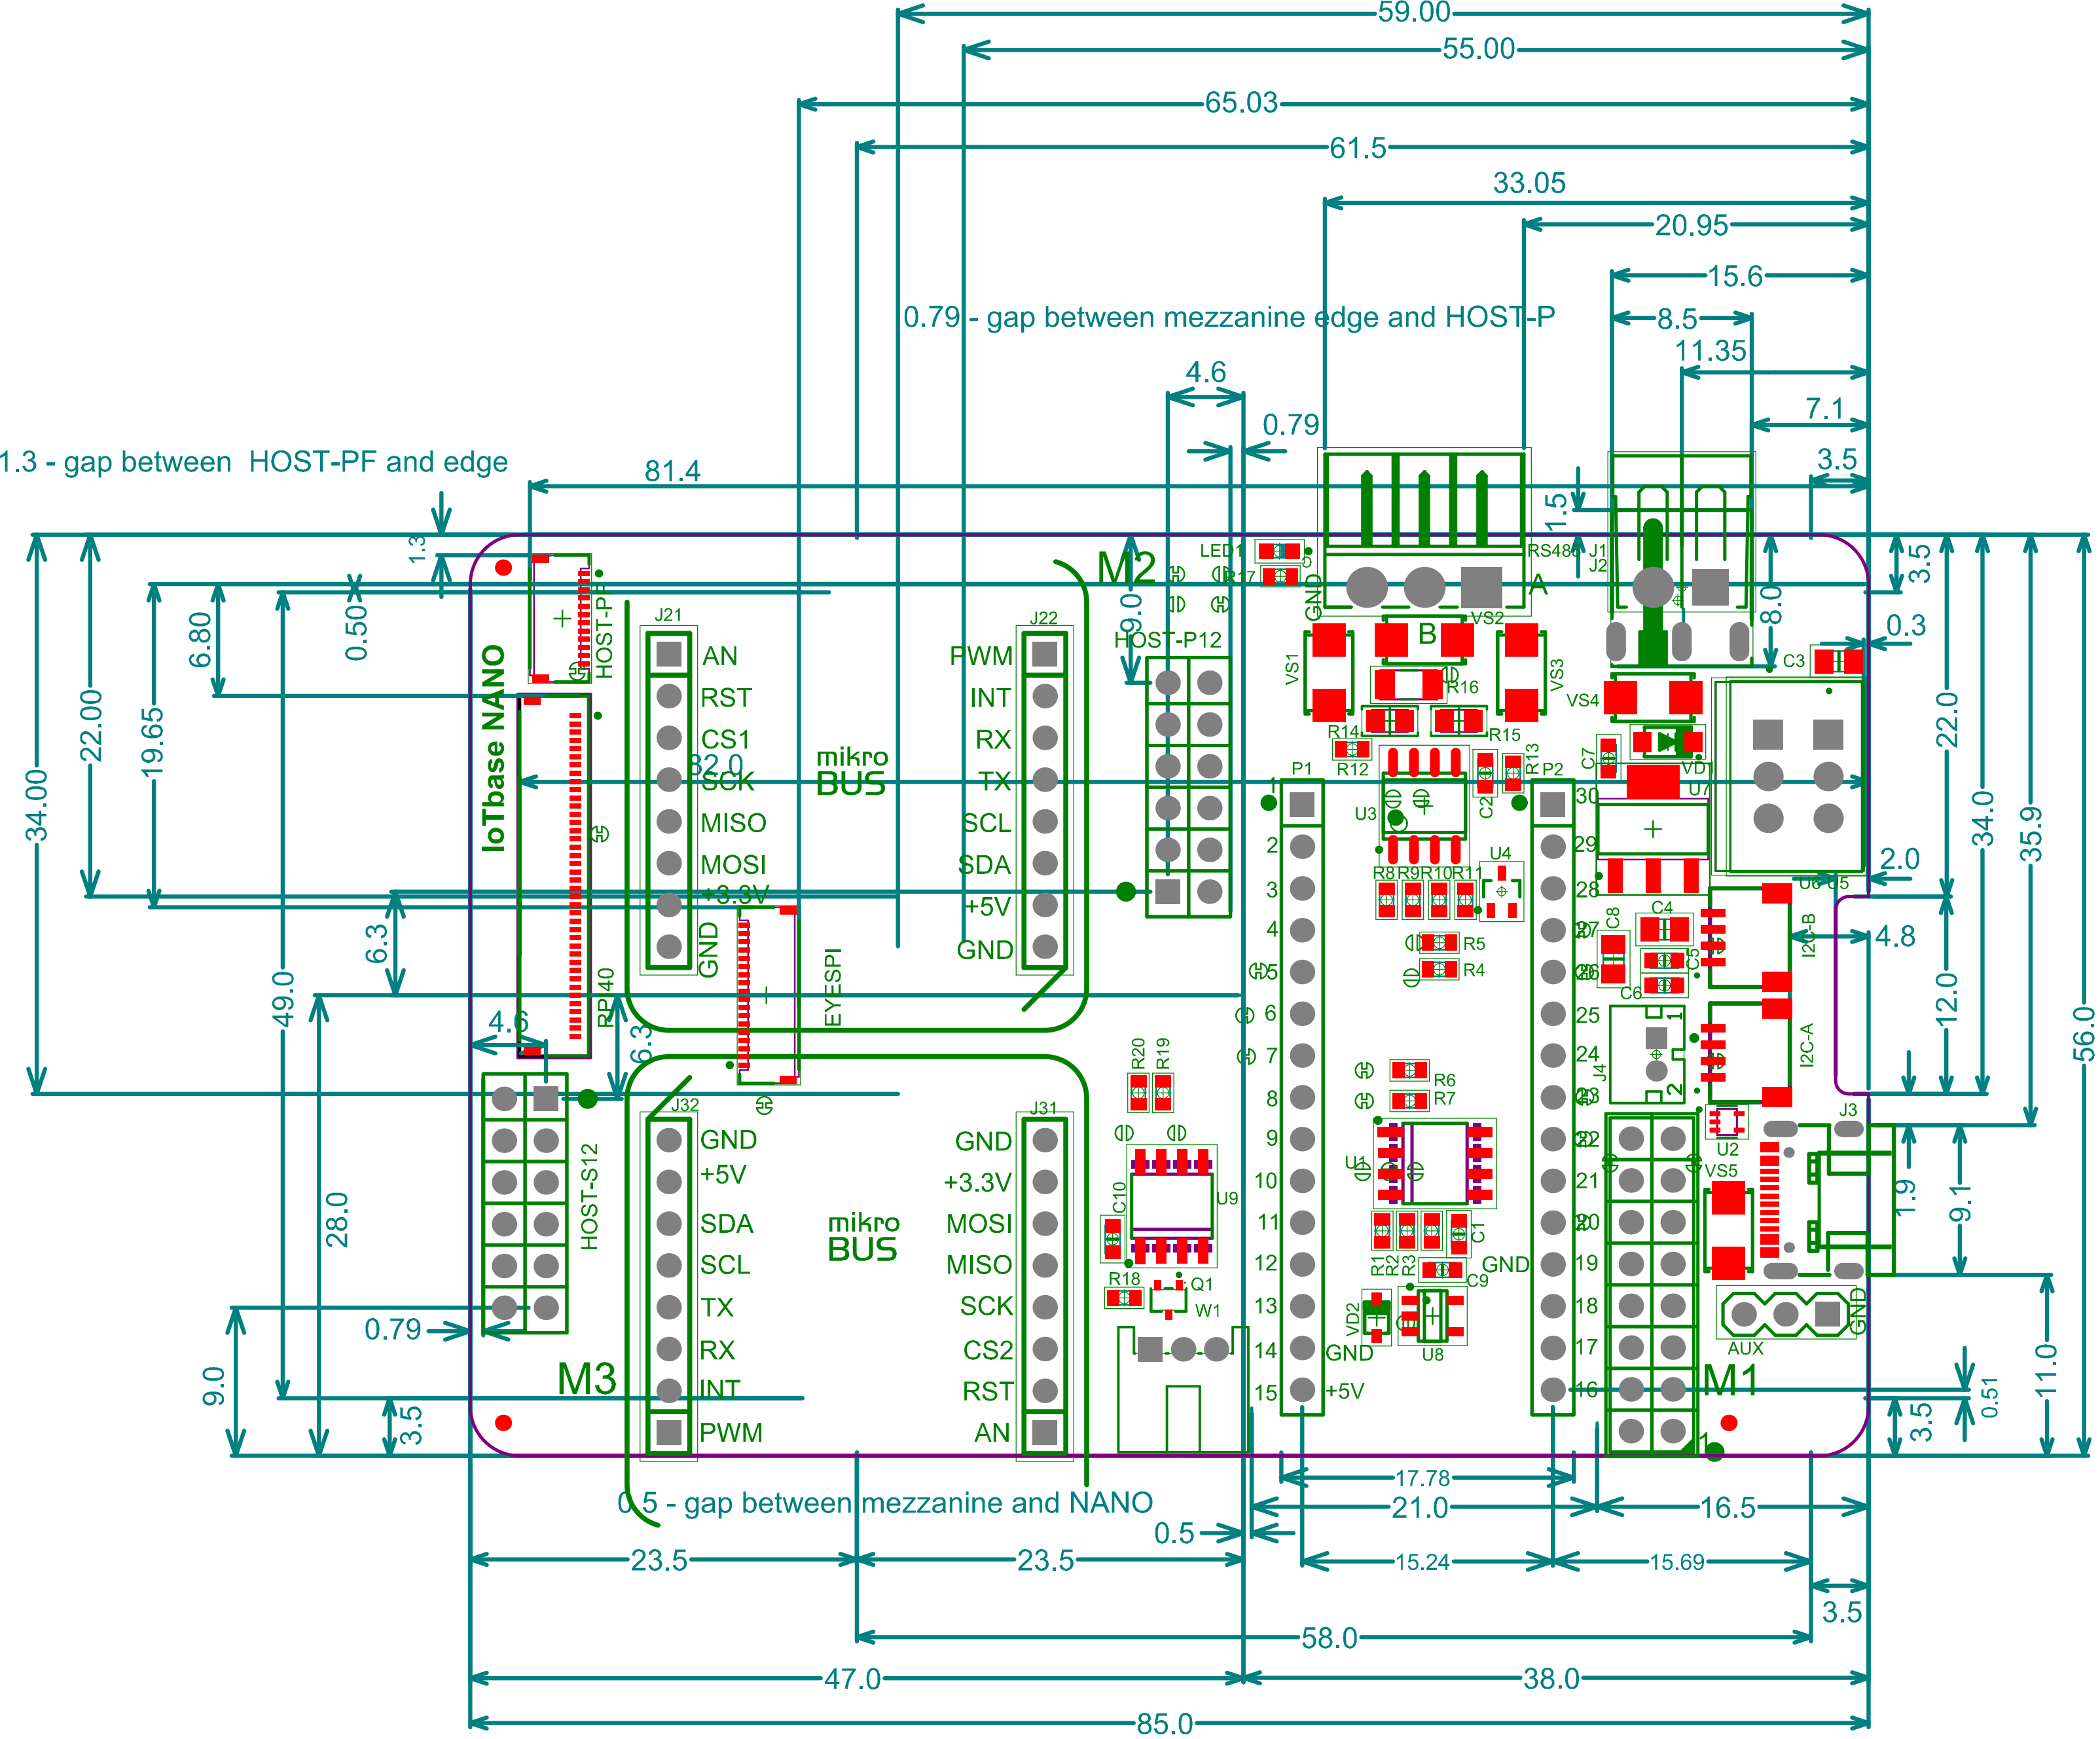 59.00
55.00
65.03
61.5
33.05
20.95
15.6
0.79 - gap between mezzanine edge and HOST-P
8.5
11.35
4.6
7.1
0.79
1.3 - gap between  HOST-PF and edge
81.4
3.5
1.5
1.3
LED1
RS485
J1
J2
M2
R17
GND
A
3.5
9.0
8.0
0.3
6.80
0.50
HOST-PF
J21
J22
HOST-P12
VS2
B
VS1
VS3
C3
IoTbase NANO
AN
RST
CS1
SCK
MISO
MOSI
+3.3V
GND
PWM
INT
RX
TX
SCL
SDA
+5V
GND
mikro
BUS
82.0
R16
VS4
R14
R15
R12
R13
C7
VD1
U7
P1
P2
U3
C2
U4
R8
R9
R10
R11
U6
U5
22.00
19.65
34.00
22.0
34.0
35.9
2.0
1
2
3
4
5
6
7
8
9
10
11
12
13
14
15
30
29
28
27
26
25
24
23
22
21
20
19
18
17
16
C8
C4
C5
C6
I2C-B
4.8
R5
R4
6.3
49.0
4.6
PP-40
6.3
EYESPI
12.0
56.0
J4
1
2
I2C-A
R20
R19
R6
R7
J32
J31
J3
HOST-S12
GND
+5V
SDA
SCL
TX
RX
INT
PWM
GND
+3.3V
MOSI
MISO
SCK
CS2
RST
AN
mikro
BUS
U1
U2
VS5
C10
U9
R1
R2
R3
C1
C9
GND
1.9
9.1
28.0
R18
Q1
W1
VD2
U8
GND
+5V
AUX
GND
0.79
9.0
3.5
M3
M1
1
11.0
0.51
3.5
0.5 - gap between mezzanine and NANO
17.78
21.0
16.5
0.5
23.5
23.5
15.24
15.69
3.5
58.0
47.0
38.0
85.0